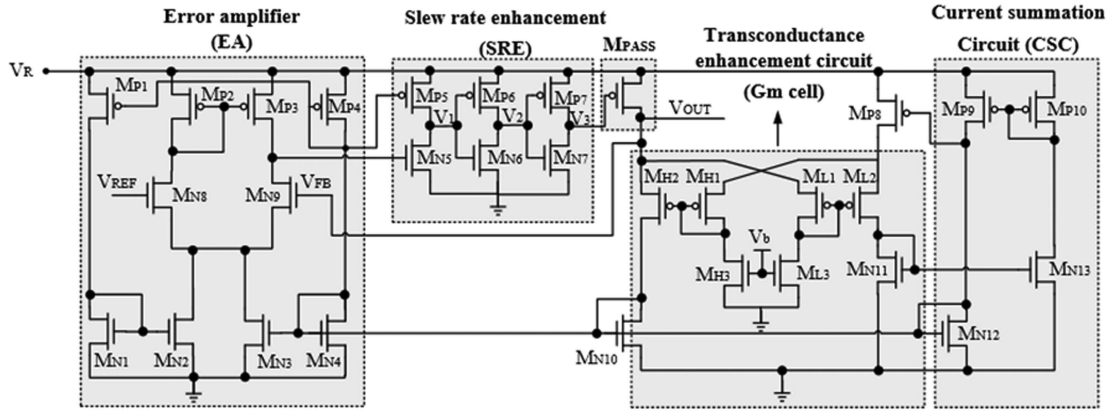 Error amplifier
(EA)
Slew rate enhancement
(SRE)
MPASS
Transconductance
enhancement circuit
(Gm cell)
Current summation
Circuit (CSC)
VR
MP1
MP2
MP3
MP4
MP5
MP6
MP7
V1
V2
V3
VOUT
MP8
MP9
MP10
MN5
MN6
MN7
VREF
MN8
MN9
VFB
MH2
MH1
ML1
ML2
Vb
MH3
ML3
MN11
MN13
MN1
MN2
MN3
MN4
MN10
MN12